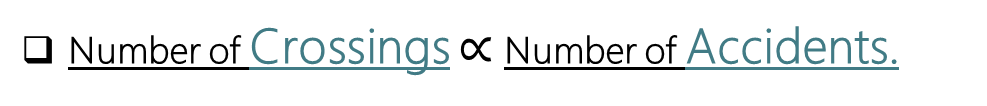 ❑ Number of Crossings ∝ Number of Accidents.